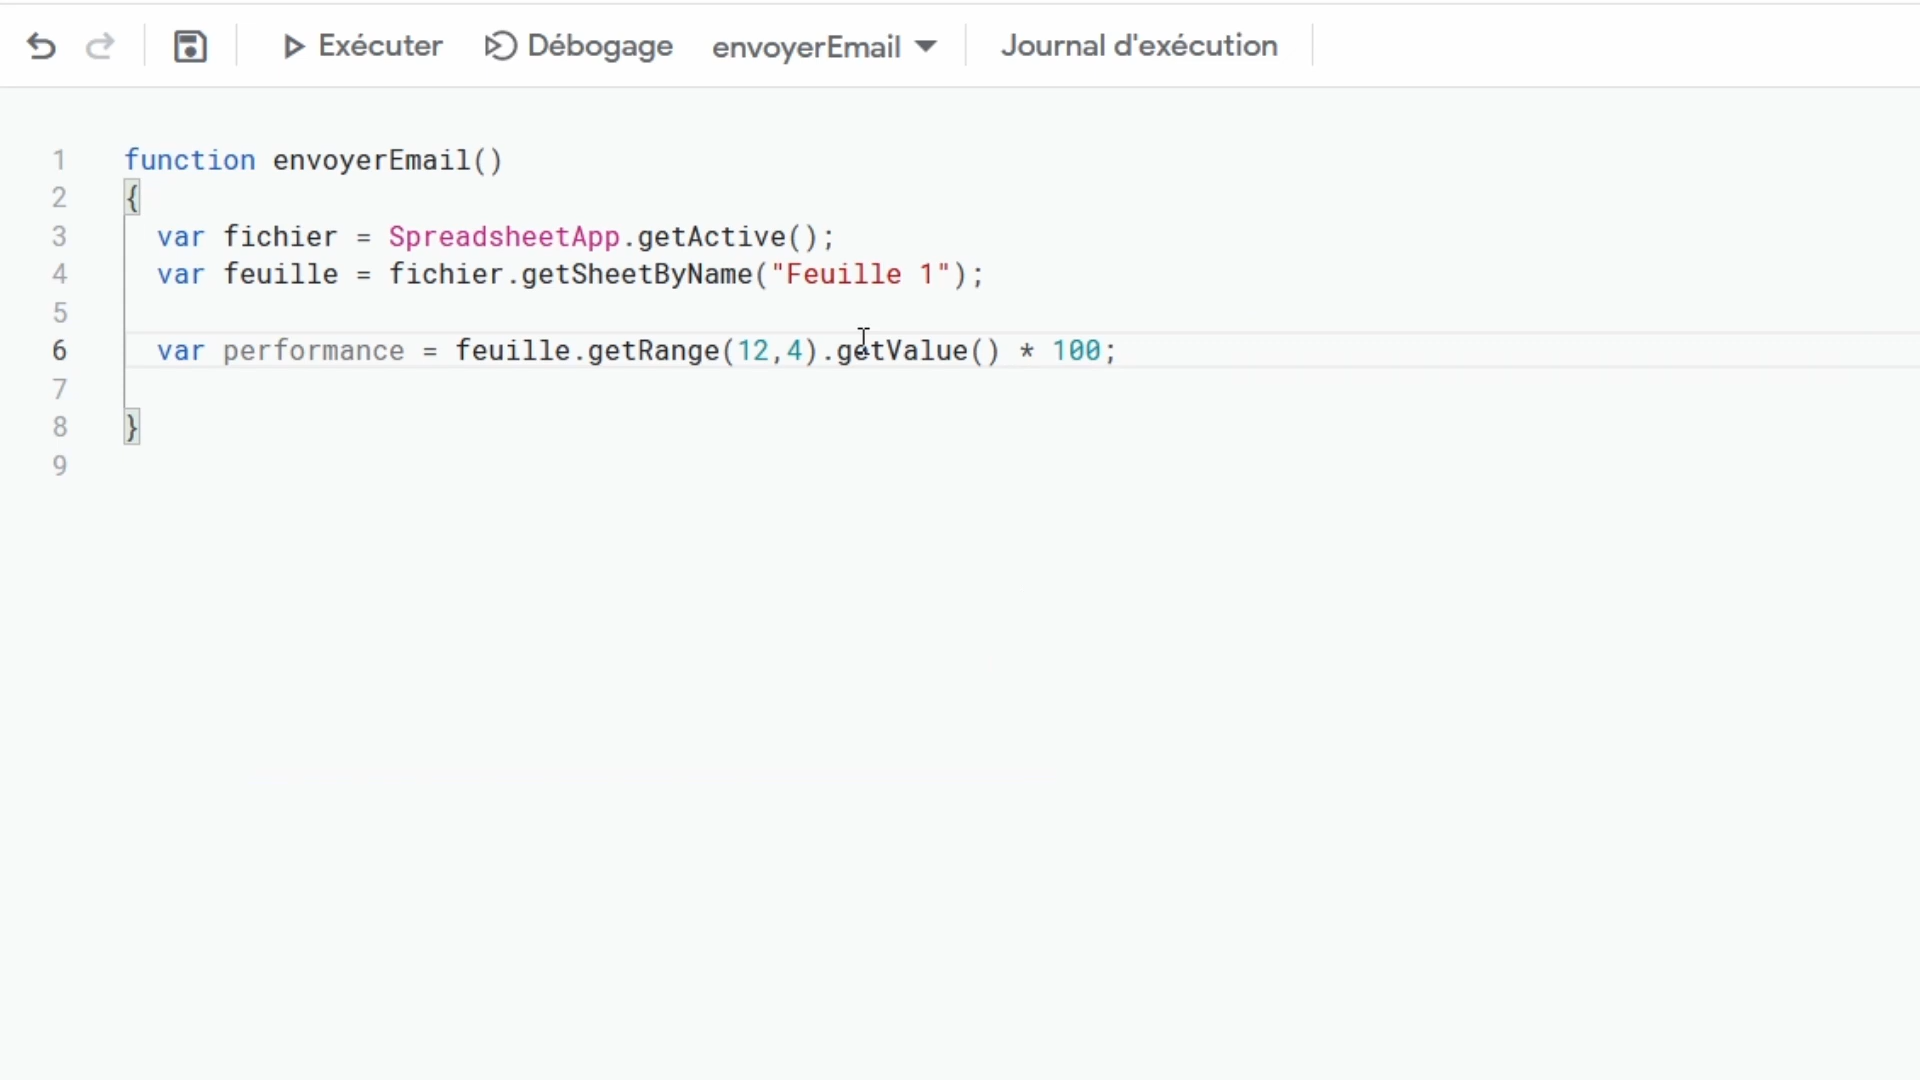 Exécuter Débogage envoyerEmail Journal d'exécution
1 function envoyerEmail()
2 {
3 var fichier = SpreadsheetApp.getActive();
4 var feuille = fichier.getSheetByName("Feuille 1");
5
6 var performance = feuille.getRange(12,4).getValue() * 100;
7
8 }
9